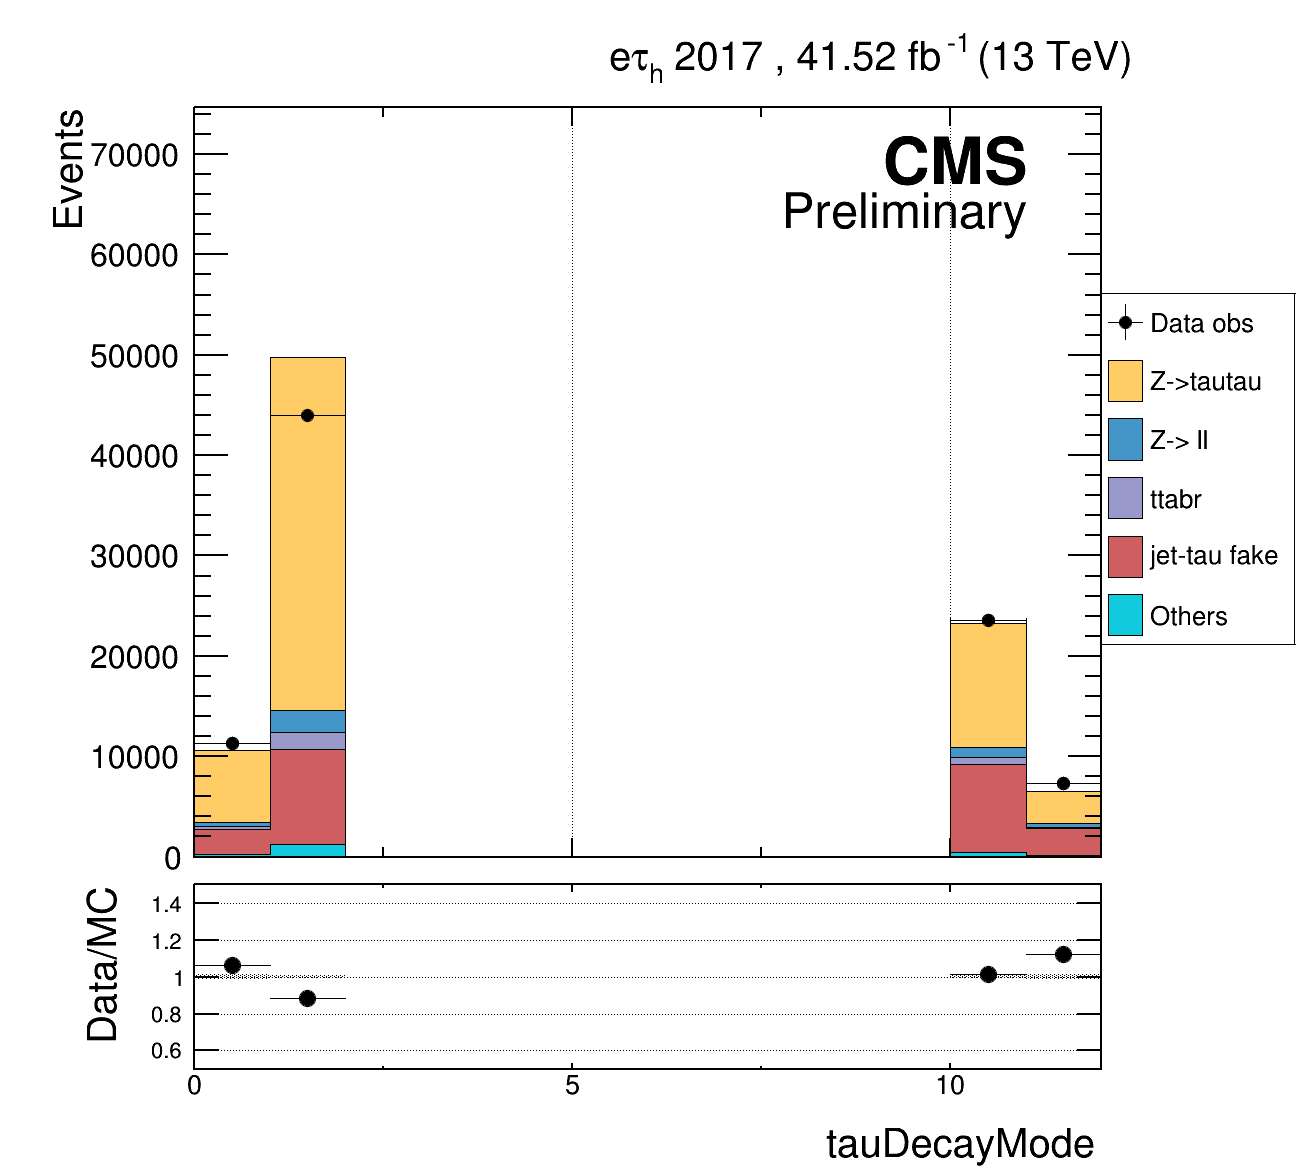 eτh 2017 , 41.52 fb-1 (13 TeV)
Events
70000
60000
50000
40000
30000
20000
10000
0
CMS
Preliminary
Data obs
Z->tautau
Z-> ll
ttabr
jet-tau fake
Others
Data/MC
1.4
1.2
1
0.8
0.6
0 5 10
tauDecayMode